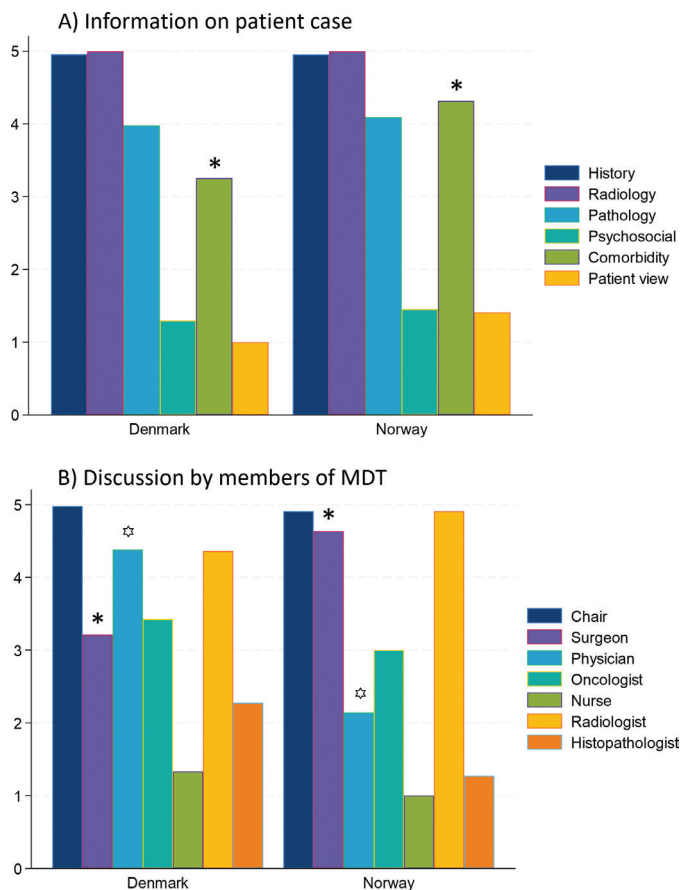 A) Information on patient case
5
4
3
2
1
0
*
*
Denmark
Norway
History
Radiology
Pathology
Psychosocial
Comorbidity
Patient view
B) Discussion by members of MDT
5
4
3
2
1
0
*
✡
*
✡
Denmark
Norway
Chair
Surgeon
Physician
Oncologist
Nurse
Radiologist
Histopathologist